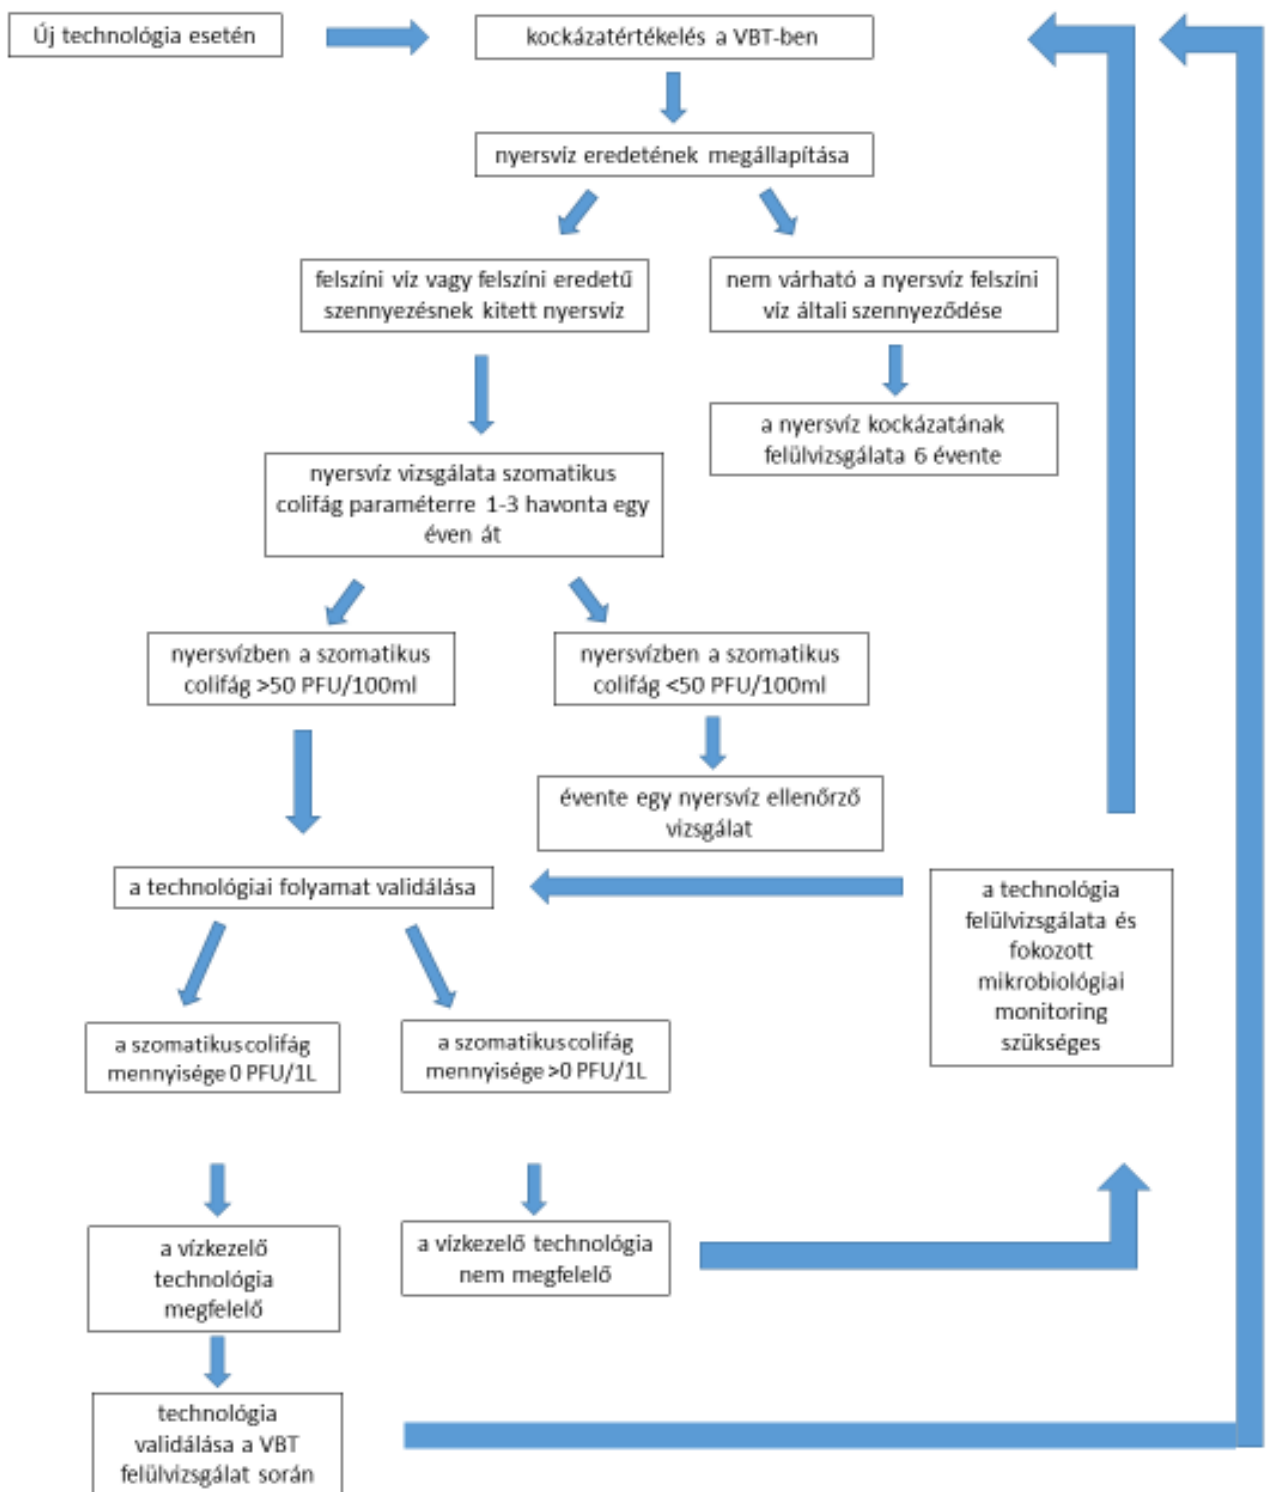 Új technológia esetén
kockázatértékelés a VBT-ben
nyersvíz eredetének megállapítása
felszíni víz vagy felszíni eredetű
szennyezésnek kitett nyersvíz
nem várható a nyersvíz felszíni
víz általi szennyeződése
a nyersvíz kockázatának
felülvizsgálata 6 évente
nyersvíz vizsgálata szomatikus
colifág paraméterre 1-3 havonta egy
éven át
nyersvízben a szomatikus
colifág >50 PFU/100ml
nyersvízben a szomatikus
colifág <50 PFU/100ml
évente egy nyersvíz ellenőrző
vizsgálat
a technológiai folyamat validálása
a technológia
felülvizsgálata és
fokozott
mikrobiológiai
monitoring
szükséges
a szomatikus colifág
mennyisége 0 PFU/1L
a szomatikus colifág
mennyisége >0 PFU/1L
a vízkezelő
technológia
megfelelő
a vízkezelő technológia
nem megfelelő
technológia
validálása a VBT
felülvizsgálat során